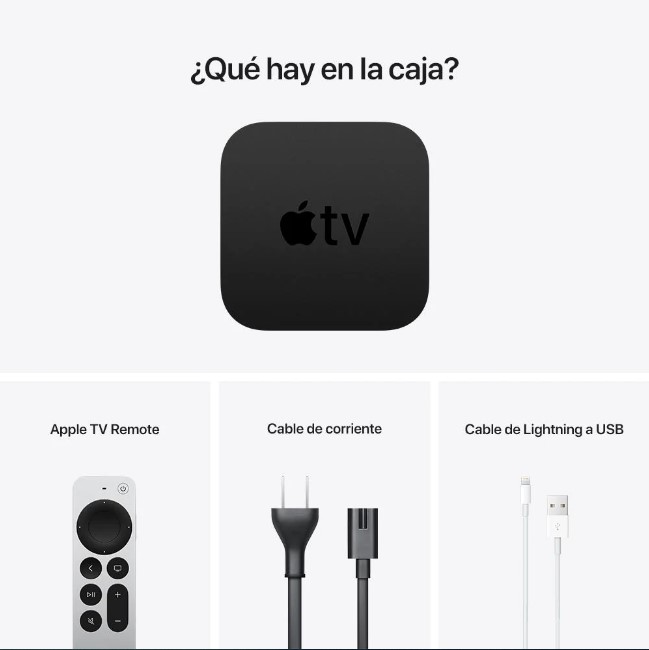 ¿Qué hay en la caja?
tv
Apple TV Remote
Cable de corriente
Cable de Lightning a USB